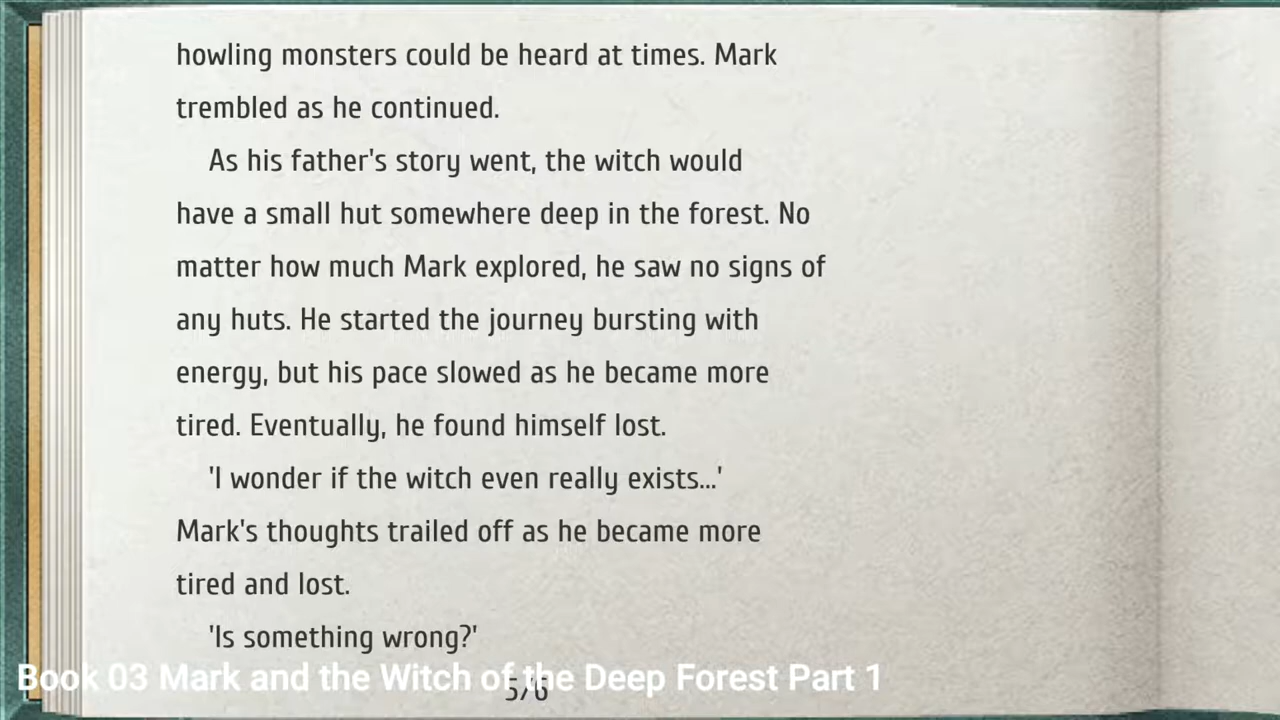 howling monsters could be heard at times. Mark
trembled as he continued.
As his father's story went, the witch would
have a small hut somewhere deep in the forest. No
matter how much Mark explored, he saw no signs of
any huts. He started the journey bursting with
energy, but his pace slowed as he became more
tired. Eventually, he found himself lost.
'I wonder if the witch even really exists...'
Mark's thoughts trailed off as he became more
tired and lost.
'Is something wrong?'
Book 03 Mark and the Witch of the Deep Forest Part 1
5/6